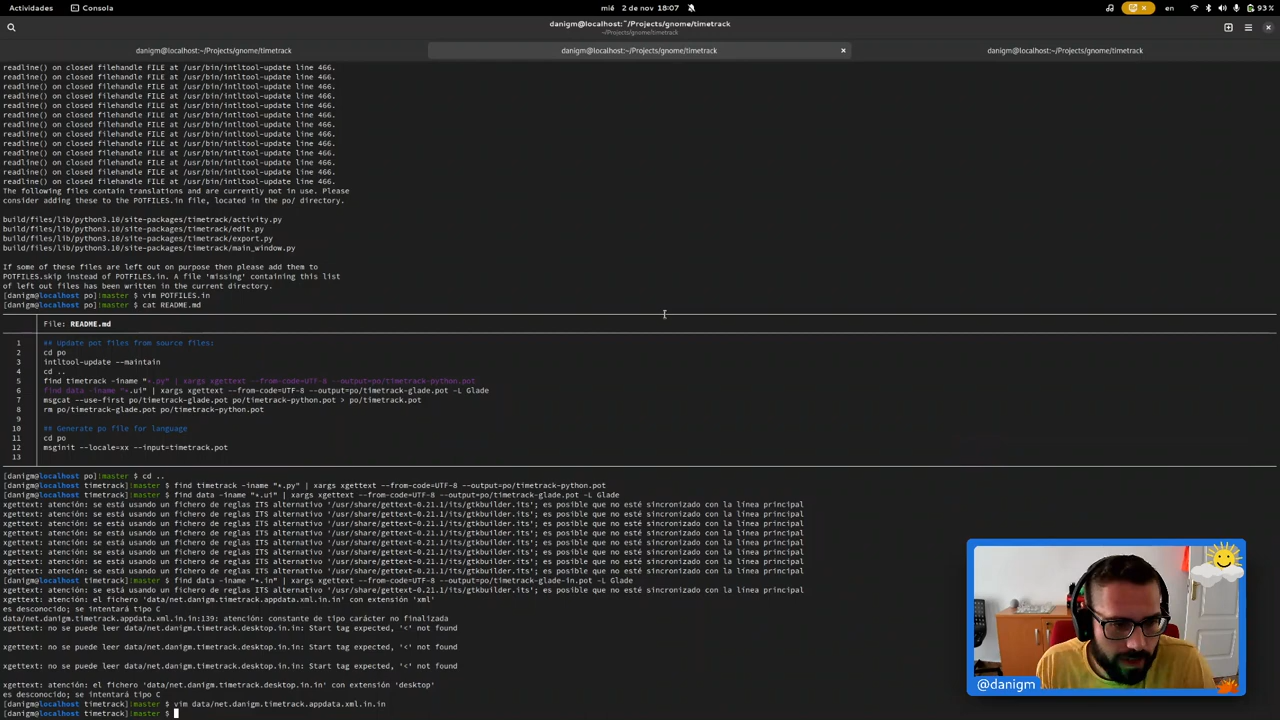 Actividades Consola mié 2 de nov 18:07 en 93 %
danigm@localhost:~/Projects/gnome/timetrack
~/Projects/gnome/timetrack
danigm@localhost:~/Projects/gnome/timetrack danigm@localhost:~/Projects/gnome/timetrack danigm@localhost:~/Projects/gnome/timetrack
readline() on closed filehandle FILE at /usr/bin/intltool-update line 466.
readline() on closed filehandle FILE at /usr/bin/intltool-update line 466.
readline() on closed filehandle FILE at /usr/bin/intltool-update line 466.
readline() on closed filehandle FILE at /usr/bin/intltool-update line 466.
readline() on closed filehandle FILE at /usr/bin/intltool-update line 466.
readline() on closed filehandle FILE at /usr/bin/intltool-update line 466.
readline() on closed filehandle FILE at /usr/bin/intltool-update line 466.
readline() on closed filehandle FILE at /usr/bin/intltool-update line 466.
readline() on closed filehandle FILE at /usr/bin/intltool-update line 466.
readline() on closed filehandle FILE at /usr/bin/intltool-update line 466.
readline() on closed filehandle FILE at /usr/bin/intltool-update line 466.
readline() on closed filehandle FILE at /usr/bin/intltool-update line 466.
readline() on closed filehandle FILE at /usr/bin/intltool-update line 466.
The following files contain translations and are currently not in use. Please
consider adding these to the POTFILES.in file, located in the po/ directory.
build/files/lib/python3.10/site-packages/timetrack/activity.py
build/files/lib/python3.10/site-packages/timetrack/edit.py
build/files/lib/python3.10/site-packages/timetrack/export.py
build/files/lib/python3.10/site-packages/timetrack/main_window.py
If some of these files are left out on purpose then please add them to
POTFILES.skip instead of POTFILES.in. A file 'missing' containing this list
of left out files has been written in the current directory.
[danigm@localhost po][master $ vim POTFILES.in
[danigm@localhost po][master $ cat README.md
File: README.md
1 ## Update pot files from source files:
2 cd po
3 intltool-update --maintain
4 cd ..
5 find timetrack -iname "*.py" | xargs xgettext --from-code=UTF-8 --output=po/timetrack-python.pot
6 find data -iname "*.ui" | xargs xgettext --from-code=UTF-8 --output=po/timetrack-glade.pot -L Glade
7 msgcat --use-first po/timetrack-glade.pot po/timetrack-python.pot > po/timetrack.pot
8 rm po/timetrack-glade.pot po/timetrack-python.pot
9
10 ## Generate po file for language
11 cd po
12 msginit --locale=xx --input=timetrack.pot
13
[danigm@localhost po][master $ cd ..
[danigm@localhost timetrack][master $ find timetrack -iname "*.py" | xargs xgettext --from-code=UTF-8 --output=po/timetrack-python.pot
[danigm@localhost timetrack][master $ find data -iname "*.ui" | xargs xgettext --from-code=UTF-8 --output=po/timetrack-glade.pot -L Glade
xgettext: atención: se está usando un fichero de reglas ITS alternativo '/usr/share/gettext-0.21.1/its/gtkbuilder.its'; es posible que no esté sincronizado con la línea principal
xgettext: atención: se está usando un fichero de reglas ITS alternativo '/usr/share/gettext-0.21.1/its/gtkbuilder.its'; es posible que no esté sincronizado con la línea principal
xgettext: atención: se está usando un fichero de reglas ITS alternativo '/usr/share/gettext-0.21.1/its/gtkbuilder.its'; es posible que no esté sincronizado con la línea principal
xgettext: atención: se está usando un fichero de reglas ITS alternativo '/usr/share/gettext-0.21.1/its/gtkbuilder.its'; es posible que no esté sincronizado con la línea principal
xgettext: atención: se está usando un fichero de reglas ITS alternativo '/usr/share/gettext-0.21.1/its/gtkbuilder.its'; es posible que no esté sincronizado con la línea principal
xgettext: atención: se está usando un fichero de reglas ITS alternativo '/usr/share/gettext-0.21.1/its/gtkbuilder.its'; es posible que no esté sincronizado con la línea principal
xgettext: atención: se está usando un fichero de reglas ITS alternativo '/usr/share/gettext-0.21.1/its/gtkbuilder.its'; es posible que no esté sincronizado con la línea principal
xgettext: atención: se está usando un fichero de reglas ITS alternativo '/usr/share/gettext-0.21.1/its/gtkbuilder.its'; es posible que no esté sincronizado con la línea principal
[danigm@localhost timetrack][master $ find data -iname "*.in" | xargs xgettext --from-code=UTF-8 --output=po/timetrack-glade-in.pot -L Glade
xgettext: atención: se está usando un fichero de reglas ITS alternativo '/usr/share/gettext-0.21.1/its/gtkbuilder.its'; es posible que no esté sincronizado con la línea principal
xgettext: atención: el fichero 'data/net.danigm.timetrack.appdata.xml.in.in' con extensión 'xml'
es desconocido; se intentará tipo C
data/net.danigm.timetrack.appdata.xml.in.in:139: atención: constante de tipo carácter no finalizada
xgettext: no se puede leer data/net.danigm.timetrack.desktop.in.in: Start tag expected, '<' not found
xgettext: no se puede leer data/net.danigm.timetrack.desktop.in.in: Start tag expected, '<' not found
xgettext: no se puede leer data/net.danigm.timetrack.desktop.in.in: Start tag expected, '<' not found
xgettext: atención: el fichero 'data/net.danigm.timetrack.desktop.in.in' con extensión 'desktop'
es desconocido; se intentará tipo C
[danigm@localhost timetrack][master $ vim data/net.danigm.timetrack.appdata.xml.in.in
[danigm@localhost timetrack][master $
@danigm